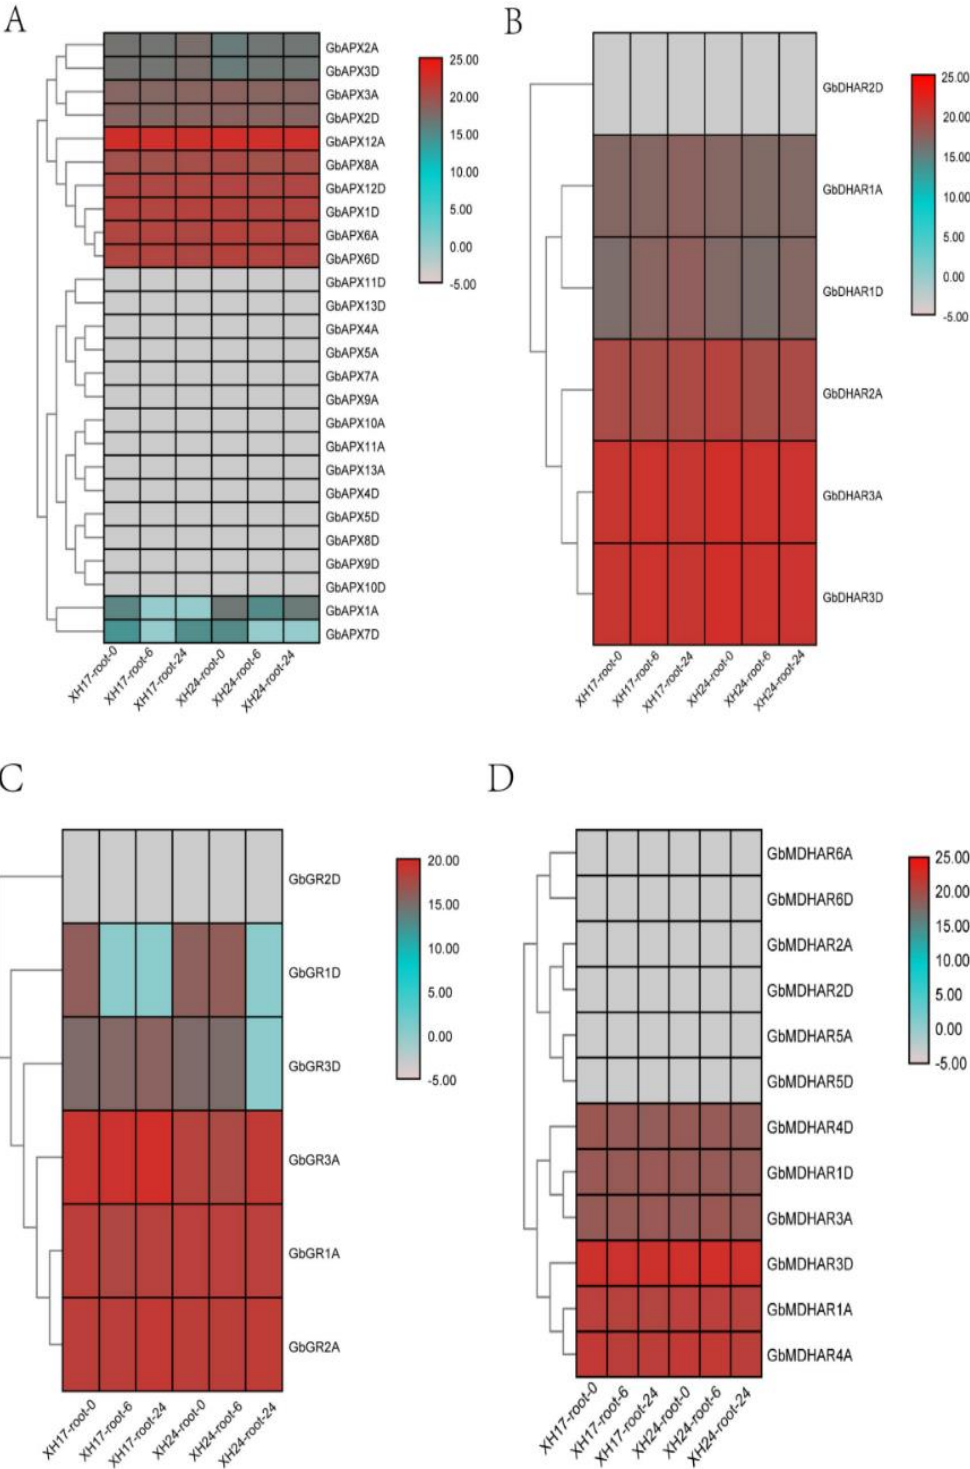 A
GbAPX2A
GbAPX3D
GbAPX3A
GbAPX2D
GbAPX12A
GbAPX8A
GbAPX12D
GbAPX1D
GbAPX6A
GbAPX6D
GbAPX11D
GbAPX13D
GbAPX4A
GbAPX5A
GbAPX7A
GbAPX9A
GbAPX10A
GbAPX11A
GbAPX13A
GbAPX4D
GbAPX5D
GbAPX8D
GbAPX9D
GbAPX10D
GbAPX1A
GbAPX7D
25.00
20.00
15.00
10.00
5.00
0.00
-5.00
XH17-root-0
XH17-root-6
XH17-root-24
XH24-root-0
XH24-root-6
XH24-root-24
B
GbDHAR2D
GbDHAR1A
GbDHAR1D
GbDHAR2A
GbDHAR3A
GbDHAR3D
25.00
20.00
15.00
10.00
5.00
0.00
-5.00
XH17-root-0
XH17-root-6
XH17-root-24
XH24-root-0
XH24-root-6
XH24-root-24
C
GbGR2D
GbGR1D
GbGR3D
GbGR3A
GbGR1A
GbGR2A
20.00
15.00
10.00
5.00
0.00
-5.00
XH17-root-0
XH17-root-6
XH17-root-24
XH24-root-0
XH24-root-6
XH24-root-24
D
GbMDHAR6A
GbMDHAR6D
GbMDHAR2A
GbMDHAR2D
GbMDHAR5A
GbMDHAR5D
GbMDHAR4D
GbMDHAR1D
GbMDHAR3A
GbMDHAR3D
GbMDHAR1A
GbMDHAR4A
25.00
20.00
15.00
10.00
5.00
0.00
-5.00
XH17-root-0
XH17-root-6
XH17-root-24
XH24-root-0
XH24-root-6
XH24-root-24